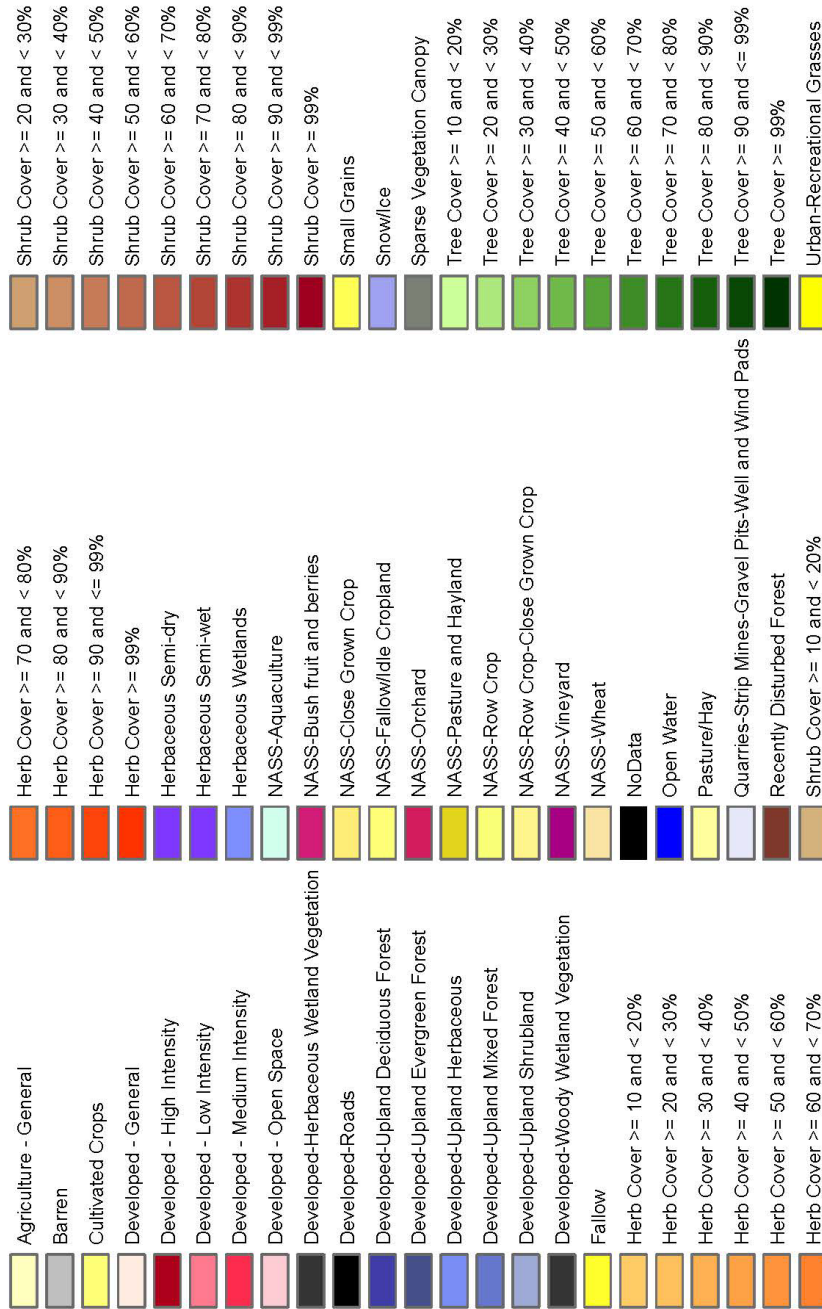 Agriculture - General
Barren
Cultivated Crops
Developed - General
Developed - High Intensity
Developed - Low Intensity
Developed - Medium Intensity
Developed - Open Space
Developed-Herbaceous Wetland Vegetation
Developed-Roads
Developed-Upland Deciduous Forest
Developed-Upland Evergreen Forest
Developed-Upland Herbaceous
Developed-Upland Mixed Forest
Developed-Upland Shrubland
Developed-Woody Wetland Vegetation
Fallow
Herb Cover >= 10 and < 20%
Herb Cover >= 20 and < 30%
Herb Cover >= 30 and < 40%
Herb Cover >= 40 and < 50%
Herb Cover >= 50 and < 60%
Herb Cover >= 60 and < 70%
Herb Cover >= 70 and < 80%
Herb Cover >= 80 and < 90%
Herb Cover >= 90 and <= 99%
Herb Cover >= 99%
Herbaceous Semi-dry
Herbaceous Semi-wet
Herbaceous Wetlands
NASS-Aquaculture
NASS-Bush fruit and berries
NASS-Close Grown Crop
NASS-Fallow/Idle Cropland
NASS-Orchard
NASS-Pasture and Hayland
NASS-Row Crop
NASS-Row Crop-Close Grown Crop
NASS-Vineyard
NASS-Wheat
NoData
Open Water
Pasture/Hay
Quarries-Strip Mines-Gravel Pits-Well and Wind Pads
Recently Disturbed Forest
Shrub Cover >= 10 and < 20%
Shrub Cover >= 20 and < 30%
Shrub Cover >= 30 and < 40%
Shrub Cover >= 40 and < 50%
Shrub Cover >= 50 and < 60%
Shrub Cover >= 60 and < 70%
Shrub Cover >= 70 and < 80%
Shrub Cover >= 80 and < 90%
Shrub Cover >= 90 and < 99%
Shrub Cover >= 99%
Small Grains
Snow/Ice
Sparse Vegetation Canopy
Tree Cover >= 10 and < 20%
Tree Cover >= 20 and < 30%
Tree Cover >= 30 and < 40%
Tree Cover >= 40 and < 50%
Tree Cover >= 50 and < 60%
Tree Cover >= 60 and < 70%
Tree Cover >= 70 and < 80%
Tree Cover >= 80 and < 90%
Tree Cover >= 90 and <= 99%
Tree Cover >= 99%
Urban-Recreational Grasses